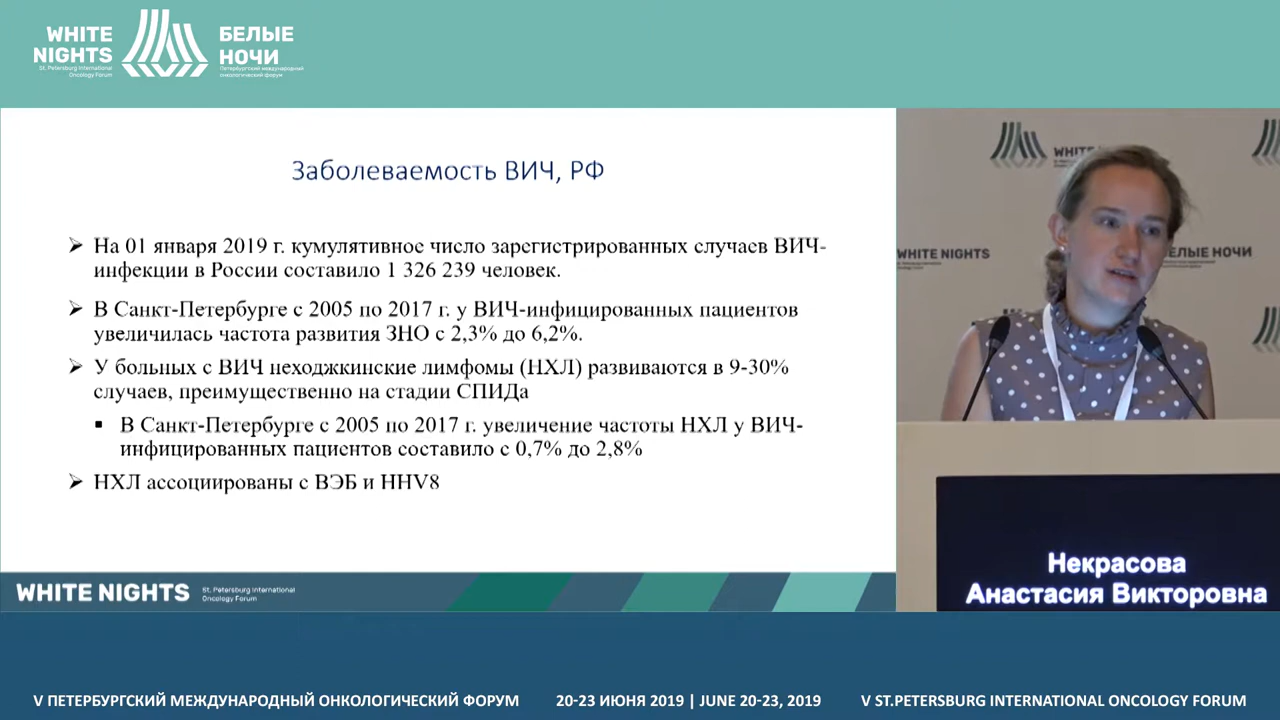 WHITE
NIGHTS
St. Petersburg International
Oncology Forum
БЕЛЫЕ
НОЧИ
Петербургский международный
онкологический форум
Заболеваемость ВИЧ, РФ
На 01 января 2019 г. кумулятивное число зарегистрированных случаев ВИЧ-
инфекции в России составило 1 326 239 человек.
В Санкт-Петербурге с 2005 по 2017 г. у ВИЧ-инфицированных пациентов
увеличилась частота развития ЗНО с 2,3% до 6,2%.
У больных с ВИЧ неходжкинские лимфомы (НХЛ) развиваются в 9-30%
случаев, преимущественно на стадии СПИДа
В Санкт-Петербурге с 2005 по 2017 г. увеличение частоты НХЛ у ВИЧ-
инфицированных пациентов составило с 0,7% до 2,8%
НХЛ ассоциированы с ВЭБ и HHV8
WHITE NIGHTS
St. Petersburg International
Oncology Forum
WHITE NIGHTS
БЕЛЫЕ НОЧИ
Некрасова
Анастасия Викторовна
V ПЕТЕРБУРГСКИЙ МЕЖДУНАРОДНЫЙ ОНКОЛОГИЧЕСКИЙ ФОРУМ
20-23 ИЮНЯ 2019 | JUNE 20-23, 2019
V ST.PETERSBURG INTERNATIONAL ONCOLOGY FORUM